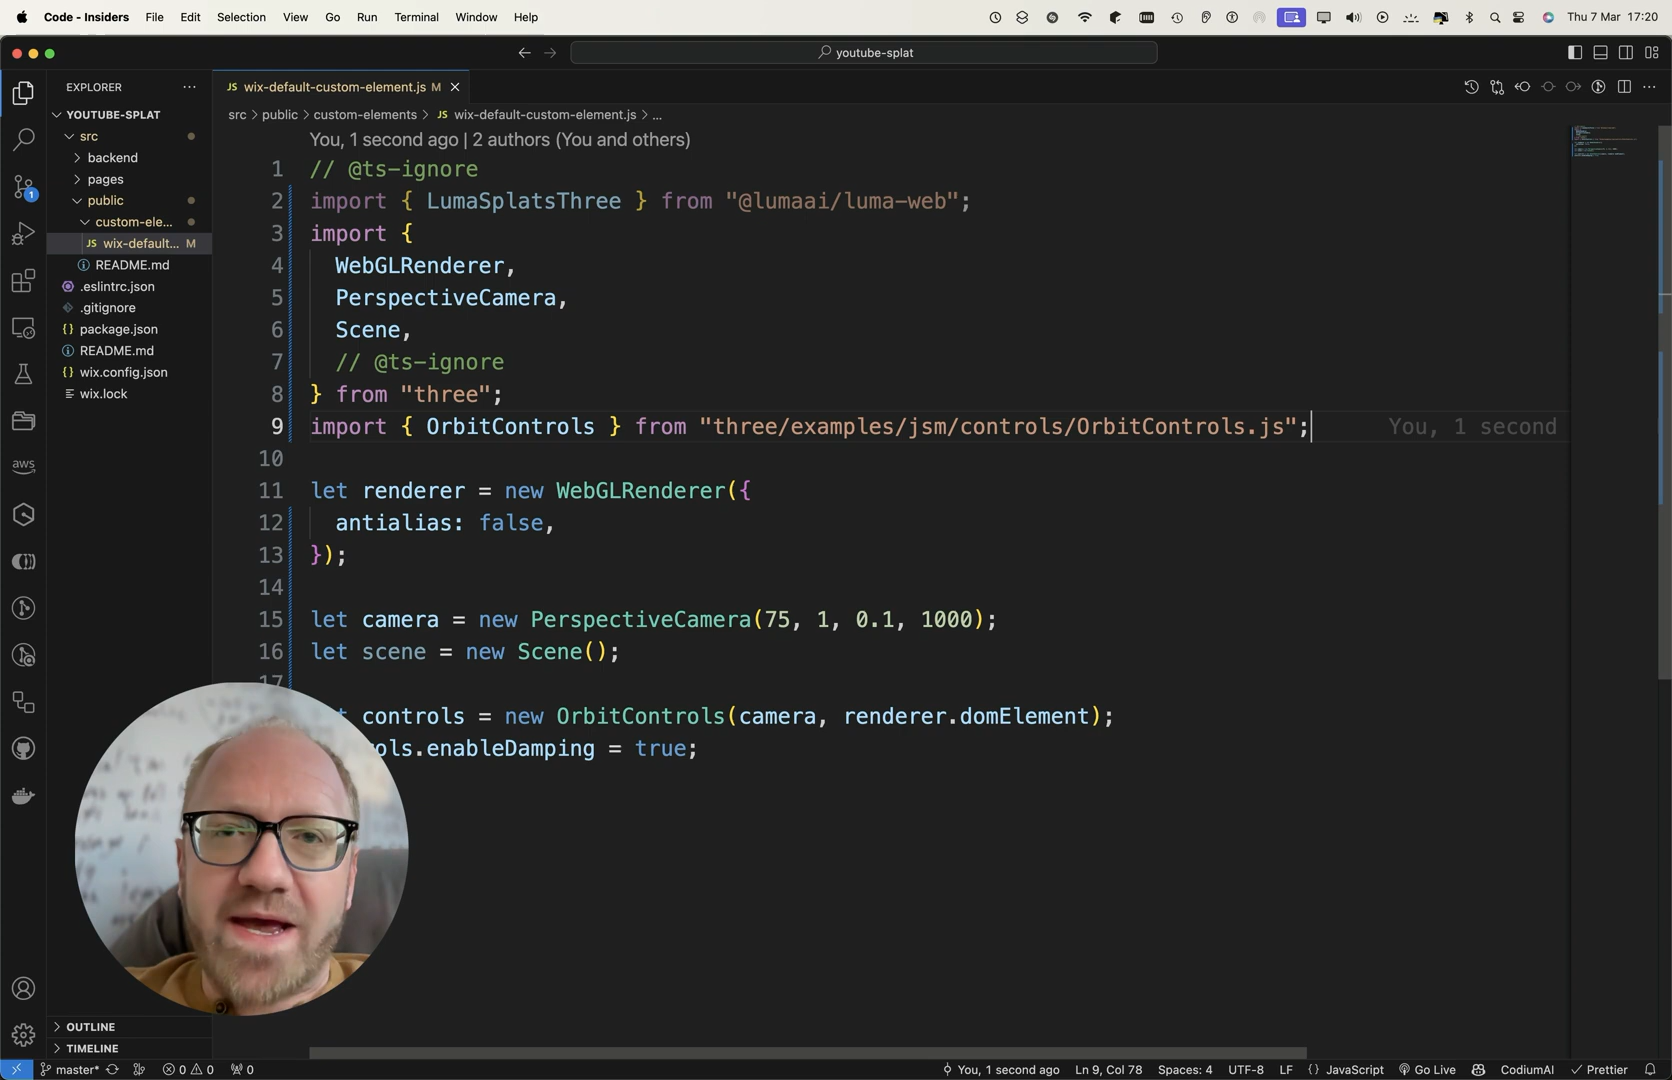 Code - Insiders File Edit Selection View Go Run Terminal Window Help Thu 7 Mar 17:20
youtube-splat
EXPLORER
JS wix-default-custom-element.js M
YOUTUBE-SPLAT
src > public > custom-elements > JS wix-default-custom-element.js > ...
src
backend
pages
public
custom-ele...
JS wix-default... M
README.md
.eslintrc.json
.gitignore
{} package.json
README.md
{} wix.config.json
wix.lock
1
aws
You, 1 second ago | 2 authors (You and others)
1 // @ts-ignore
2 import { LumaSplatsThree } from "@lumaai/luma-web";
3 import {
4 WebGLRenderer,
5 PerspectiveCamera,
6 Scene,
7 // @ts-ignore
8 } from "three";
9 import { OrbitControls } from "three/examples/jsm/controls/OrbitControls.js"; You, 1 second
10
11 let renderer = new WebGLRenderer({
12 antialias: false,
13 });
14
15 let camera = new PerspectiveCamera(75, 1, 0.1, 1000);
16 let scene = new Scene();
17
controls = new OrbitControls(camera, renderer.domElement);
ols.enableDamping = true;
OUTLINE
TIMELINE
master* 0 0 0 You, 1 second ago Ln 9, Col 78 Spaces: 4 UTF-8 LF {} JavaScript Go Live CodiumAI Prettier